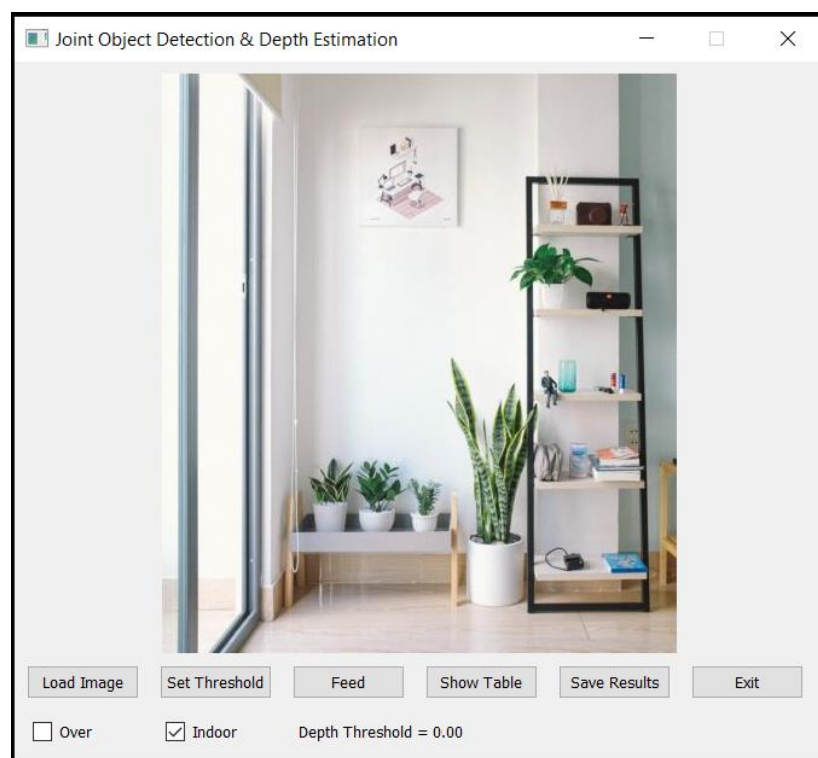 Joint Object Detection & Depth Estimation
Load Image Set Threshold Feed Show Table Save Results Exit
Over Indoor Depth Threshold = 0.00